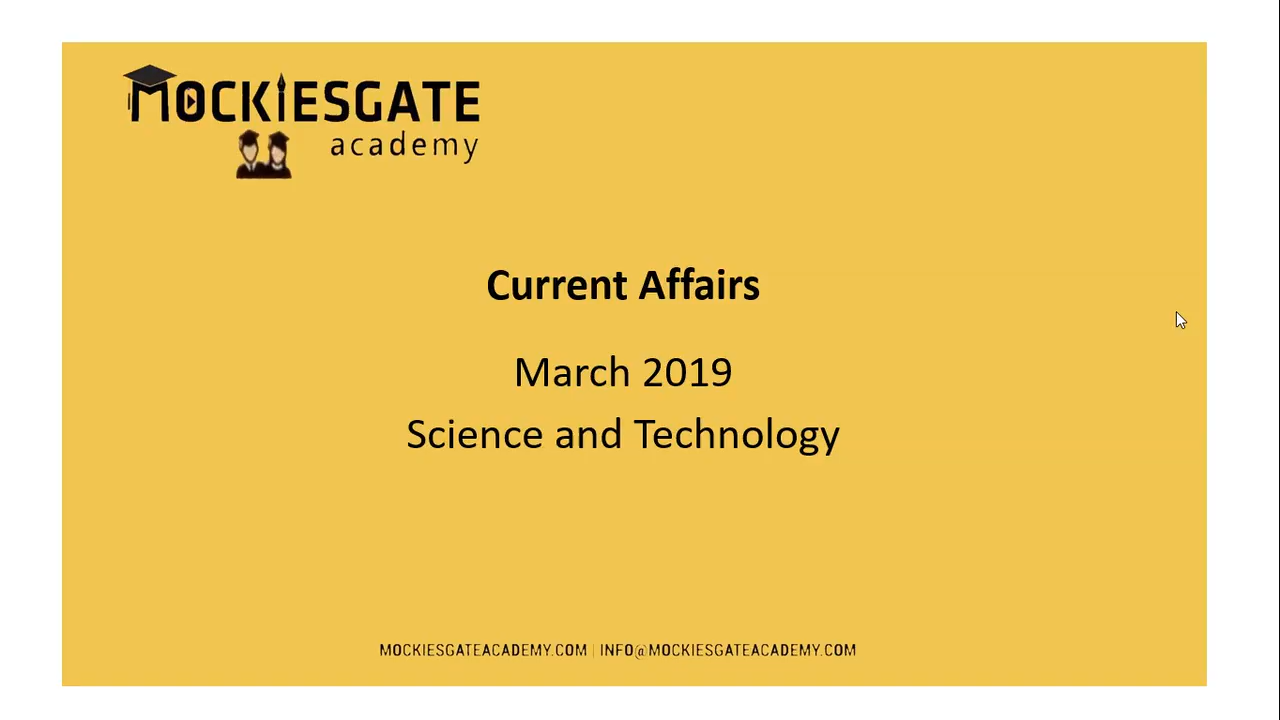 MOCKIESGATE
academy
Current Affairs
March 2019
Science and Technology
MOCKIESGATEACADEMY.COM | INFO@MOCKIESGATEACADEMY.COM